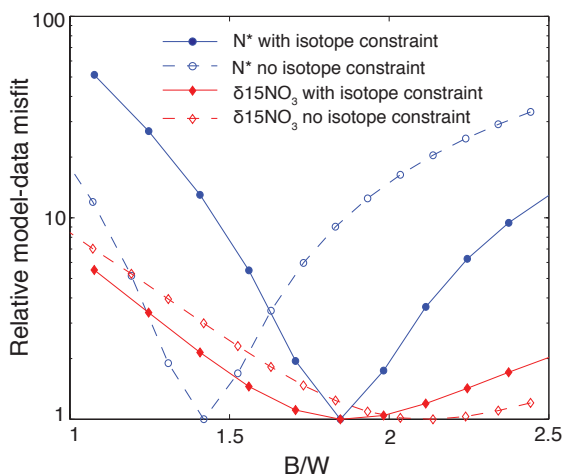 100
N* with isotope constraint
N* no isotope constraint
δ15NO3 with isotope constraint
δ15NO3 no isotope constraint
10
1
Relative model-data misfit
1
1.5
2
2.5
B/W